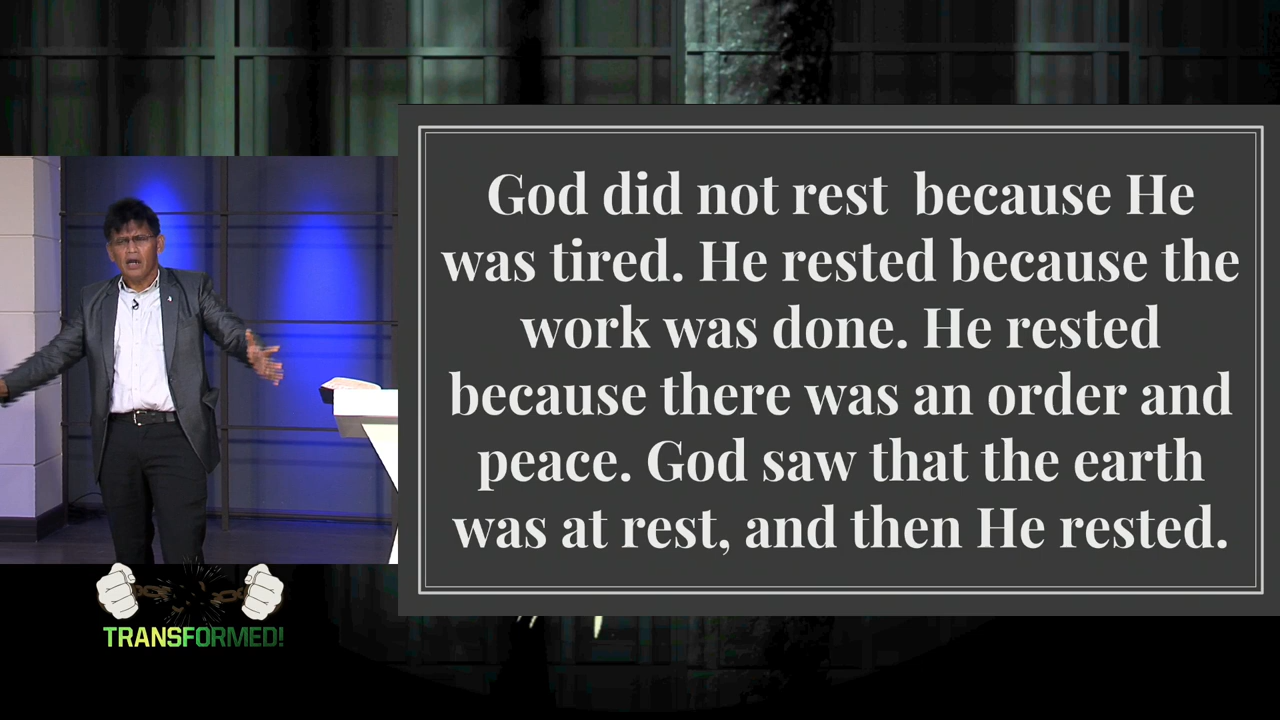 God did not rest  because He
was tired. He rested because the
work was done. He rested
because there was an order and
peace. God saw that the earth
was at rest, and then He rested.
TRANSFORMED!